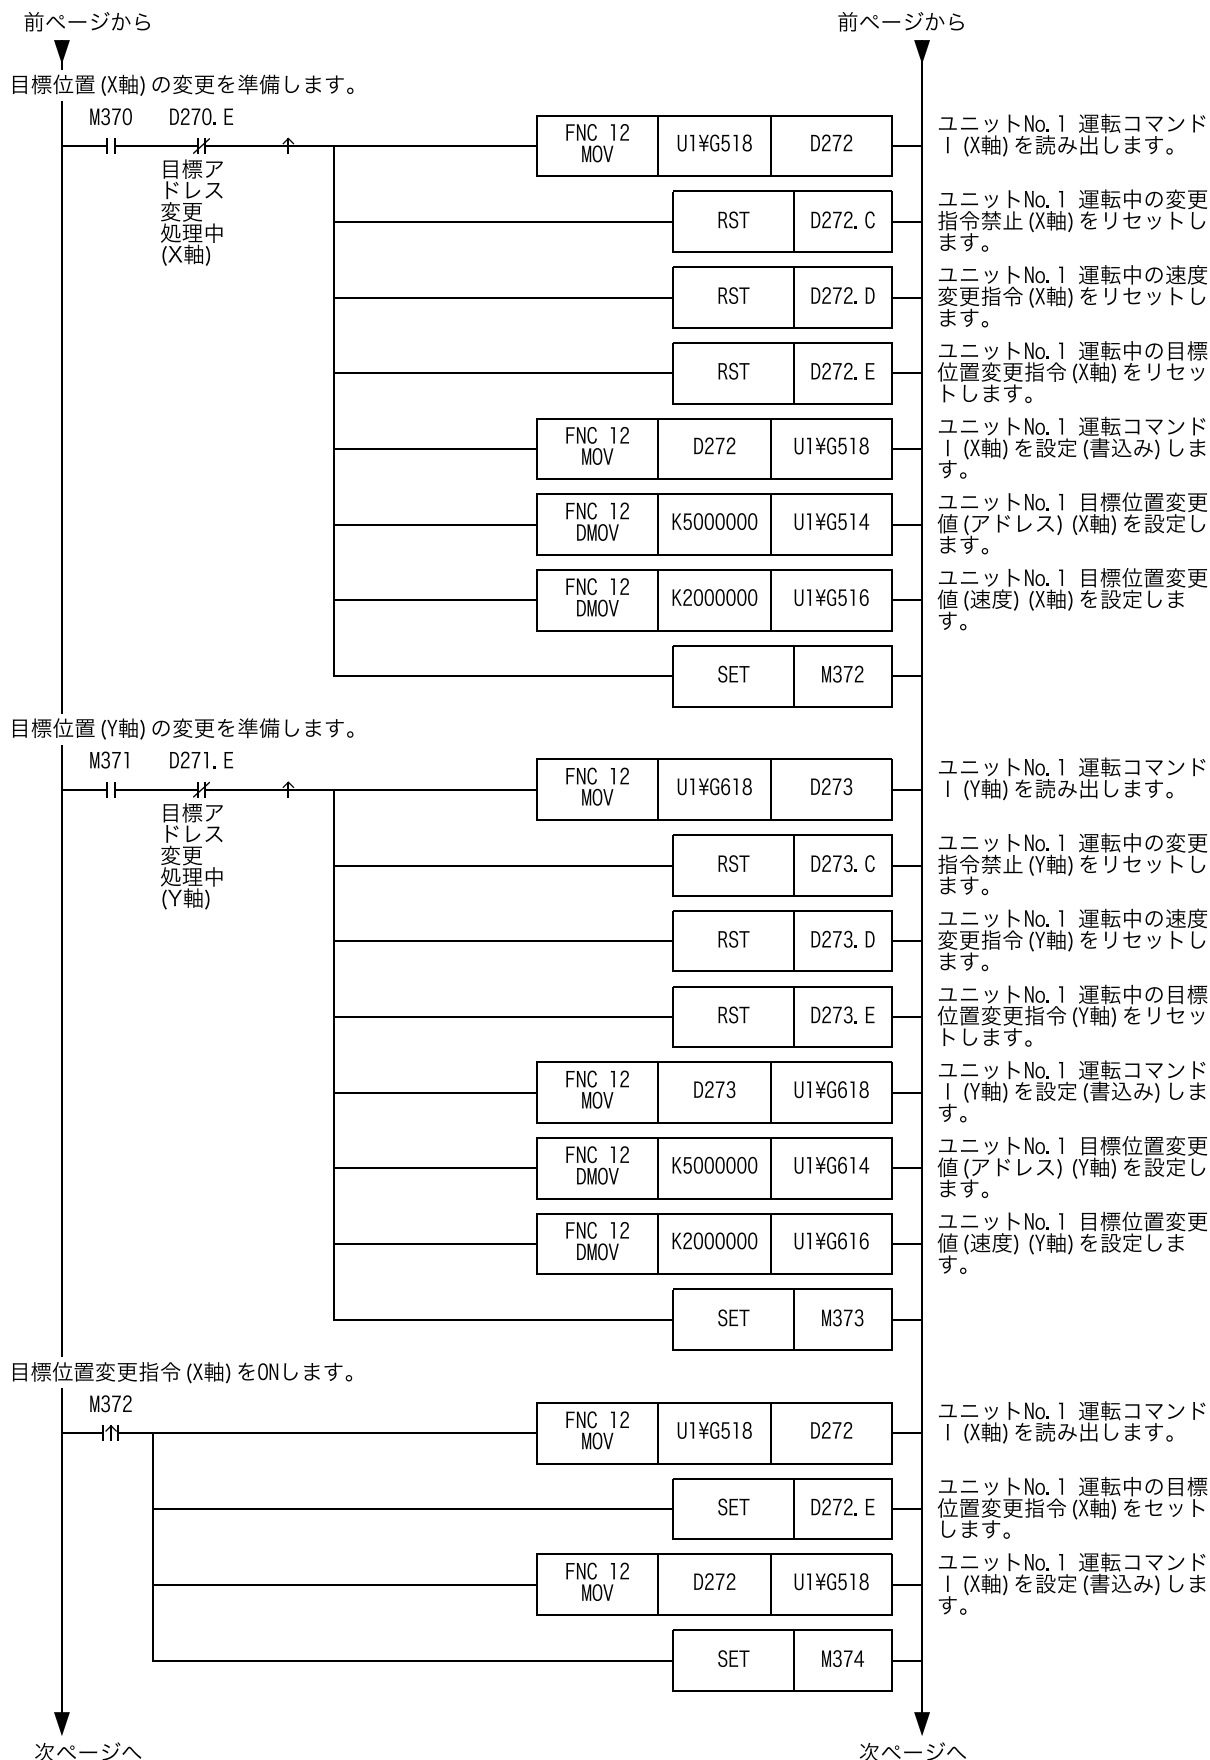 前ページから
前ページから
目標位置(X軸)の変更を準備します。
M370
D270.E
目標ア
ドレス
変更
処理中
(X軸)
FNC 12
MOV
U1¥G518
D272
ユニットNo.1 運転コマンド
ー(X軸)を読み出します。
RST
D272.C
ユニットNo.1 運転中の変更
指令禁止(X軸)をリセットし
ます。
RST
D272.D
ユニットNo.1 運転中の速度
変更指令(X軸)をリセットし
ます。
RST
D272.E
ユニットNo.1 運転中の目標
位置変更指令(X軸)をリセッ
トします。
FNC 12
MOV
D272
U1¥G518
ユニットNo.1 運転コマンド
ー(X軸)を設定(書込み)しま
す。
FNC 12
DMOV
K5000000
U1¥G514
ユニットNo.1 目標位置変更
値(アドレス)(X軸)を設定し
ます。
FNC 12
DMOV
K2000000
U1¥G516
ユニットNo.1 目標位置変更
値(速度)(X軸)を設定しま
す。
SET
M372
目標位置(Y軸)の変更を準備します。
M371
D271.E
目標ア
ドレス
変更
処理中
(Y軸)
FNC 12
MOV
U1¥G618
D273
ユニットNo.1 運転コマンド
ー(Y軸)を読み出します。
RST
D273.C
ユニットNo.1 運転中の変更
指令禁止(Y軸)をリセットし
ます。
RST
D273.D
ユニットNo.1 運転中の速度
変更指令(Y軸)をリセットし
ます。
RST
D273.E
ユニットNo.1 運転中の目標
位置変更指令(Y軸)をリセッ
トします。
FNC 12
MOV
D273
U1¥G618
ユニットNo.1 運転コマンド
ー(Y軸)を設定(書込み)しま
す。
FNC 12
DMOV
K5000000
U1¥G614
ユニットNo.1 目標位置変更
値(アドレス)(Y軸)を設定し
ます。
FNC 12
DMOV
K2000000
U1¥G616
ユニットNo.1 目標位置変更
値(速度)(Y軸)を設定しま
す。
SET
M373
目標位置変更指令(X軸)をONします。
M372
FNC 12
MOV
U1¥G518
D272
ユニットNo.1 運転コマンド
ー(X軸)を読み出します。
SET
D272.E
ユニットNo.1 運転中の目標
位置変更指令(X軸)をセット
します。
FNC 12
MOV
D272
U1¥G518
ユニットNo.1 運転コマンド
ー(X軸)を設定(書込み)しま
す。
SET
M374
次ページへ
次ページへ